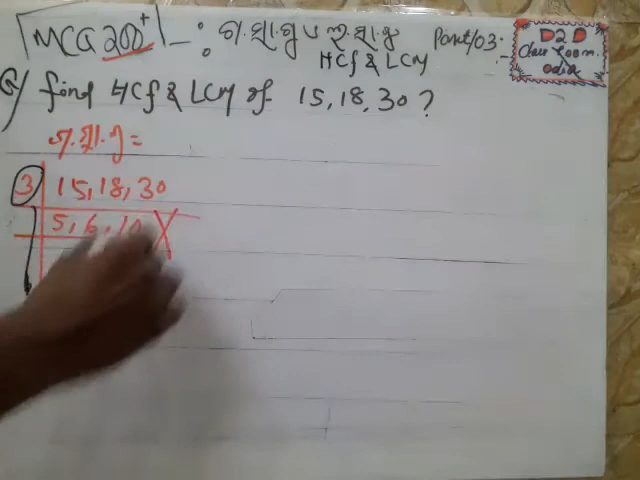 MCQ 200+ -: ଗ.ସା.ଗୁ ଓ ଲ.ସା.ଗୁ Part/03.
HCf & LCM
D2D
Class Room
Odia
Q/ find HCf & LCM of 15, 18, 30 ?
ଗ.ସା.ଗୁ =
3 15, 18, 30
5, 6, 10